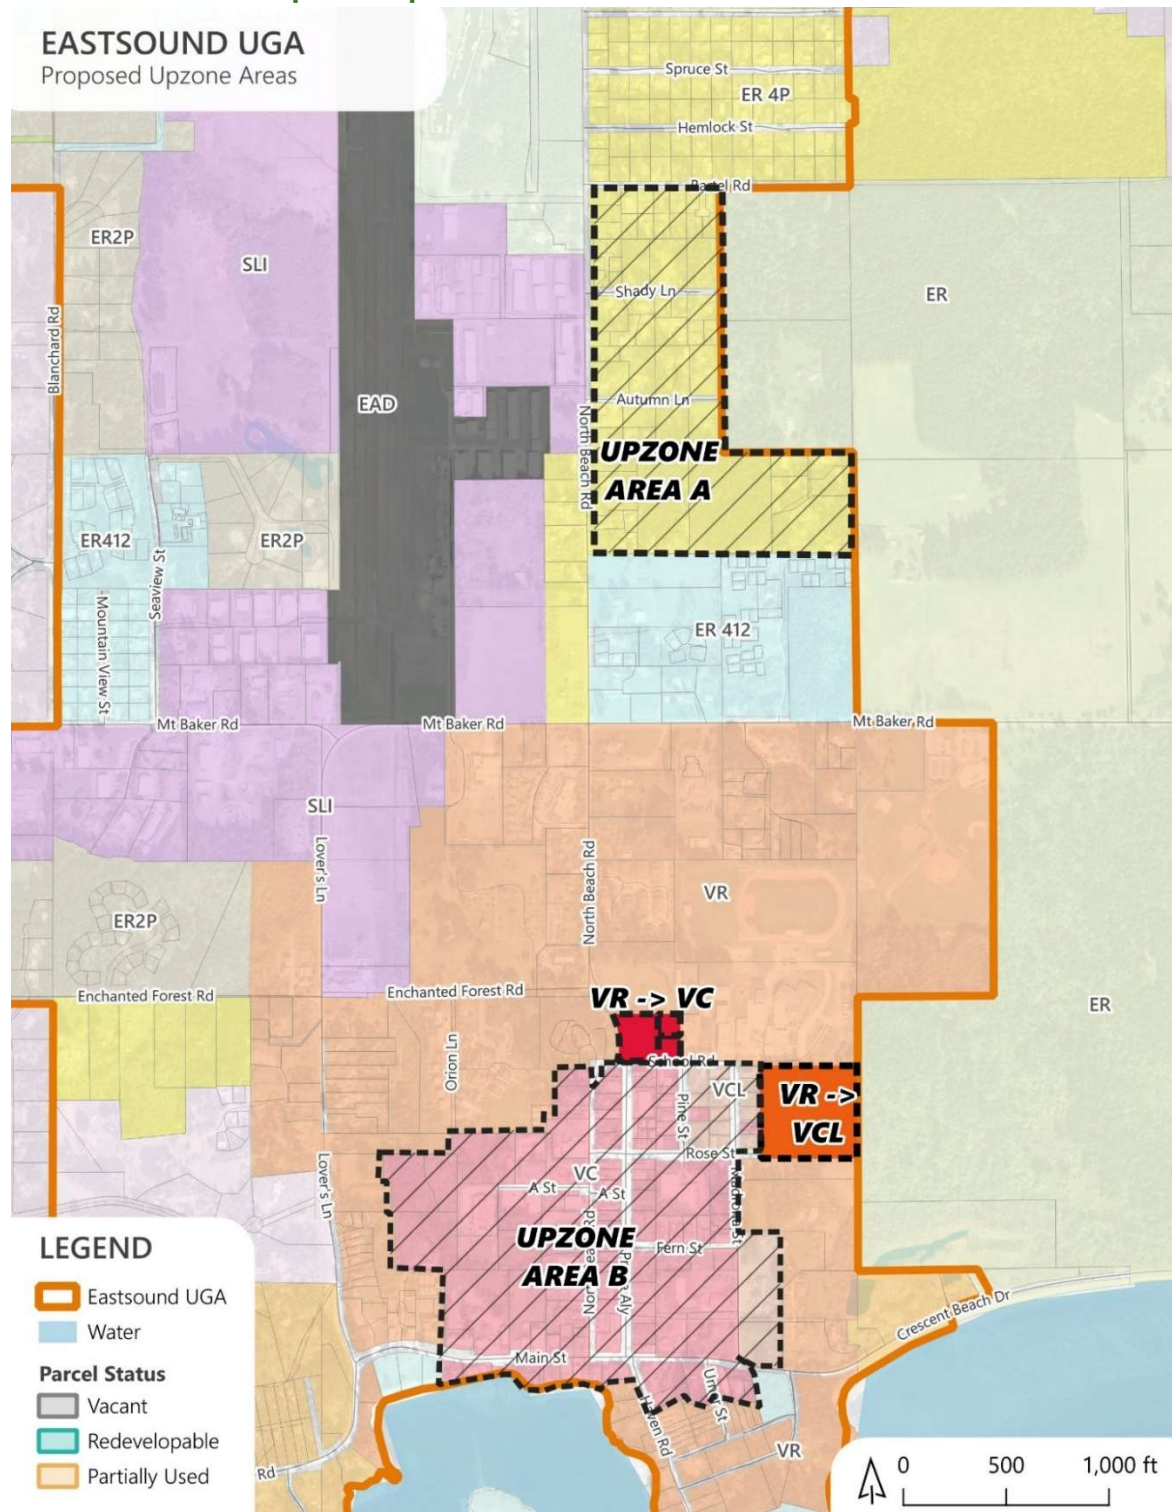 EASTSOUND UGA
Proposed Upzone Areas
Spruce St
ER 4P
Hemlock St
Bartel Rd
ER2P
SLI
ER
Shady Ln
Blanchard Rd
EAD
Autumn Ln
North Beach Rd
UPZONE
AREA A
ER412
Seaview St
ER2P
Mountain View St
ER 412
Mt Baker Rd
Mt Baker Rd
Mt Baker Rd
SLI
Lover's Ln
North Beach Rd
VR
ER2P
Enchanted Forest Rd
Enchanted Forest Rd
VR -> VC
ER
Orion Ln
School Rd
VCL
VR ->
VCL
Pine St
Rose St
Lover's Ln
VC
A St
A St
UPZONE
AREA B
Fern St
Main St
Crescent Beach Dr
Haven Rd
Urner St
VR
Rd
LEGEND
Eastsound UGA
Water
Parcel Status
Vacant
Redevelopable
Partially Used
0
500
1,000 ft